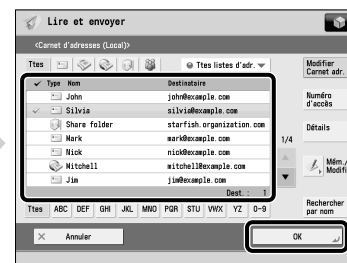 Lire et envoyer
<Carnet d'adresses (Local)>
Ttes
Ttes listes d'adr.
Modifier
Carnet adr.
Type Nom Destinataire
John john@example.com
Silvia silvia@example.com
Share folder starfish.organization.com
Mark mark@example.com
Nick nick@example.com
Mitchell mitchell@example.com
Jim jim@example.com
Dest. : 1
1/4
Numéro
d'accès
Détails
Mém./
Modifi
Ttes ABC DEF GHI JKL MNO PQR STU VWX YZ 0-9
Rechercher
par nom
Annuler
OK